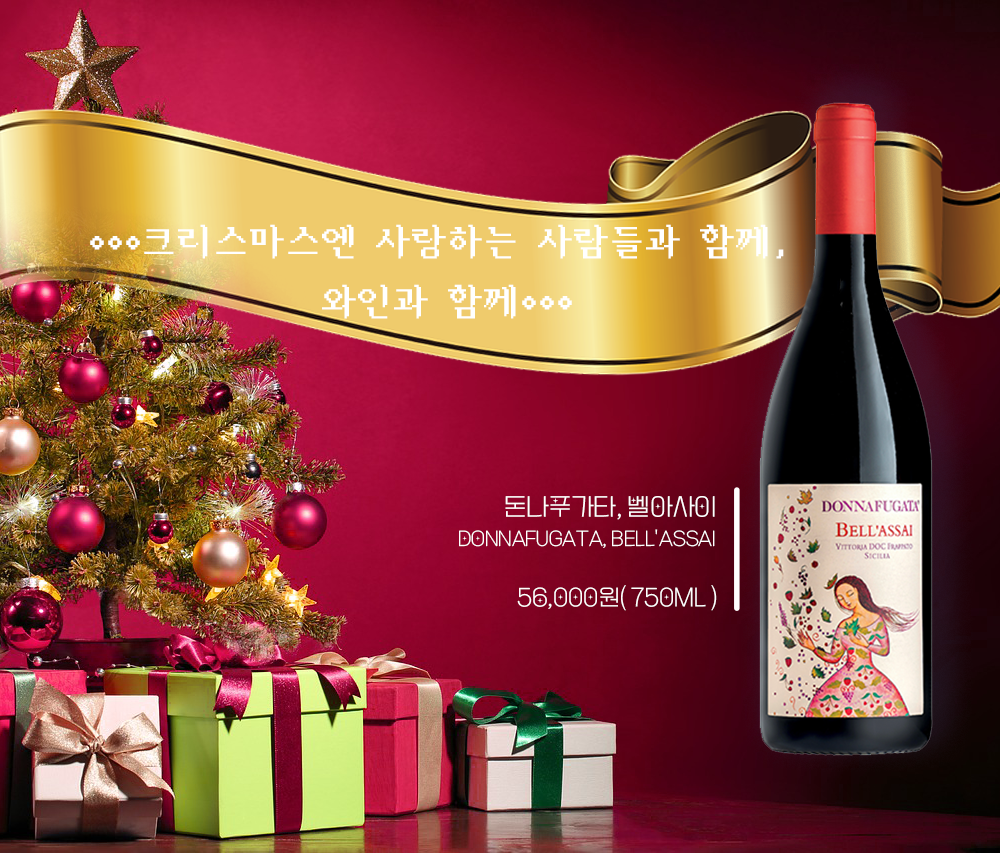 ∘∘∘크리스마스엔 사랑하는 사람들과 함께,
와인과 함께∘∘∘
돈나푸가타, 벨아사이
DONNAFUGATA, BELL'ASSAI
56,000원( 750ML )
DONNAFUGATA®
BELL'ASSAI
VITTORIA DOC FRAPPATO
SICILIA